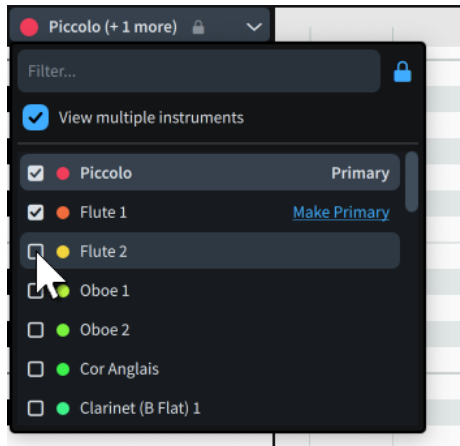 Piccolo (+ 1 more)
Filter...
View multiple instruments
Piccolo Primary
Flute 1 Make Primary
Flute 2
Oboe 1
Oboe 2
Cor Anglais
Clarinet (B Flat) 1